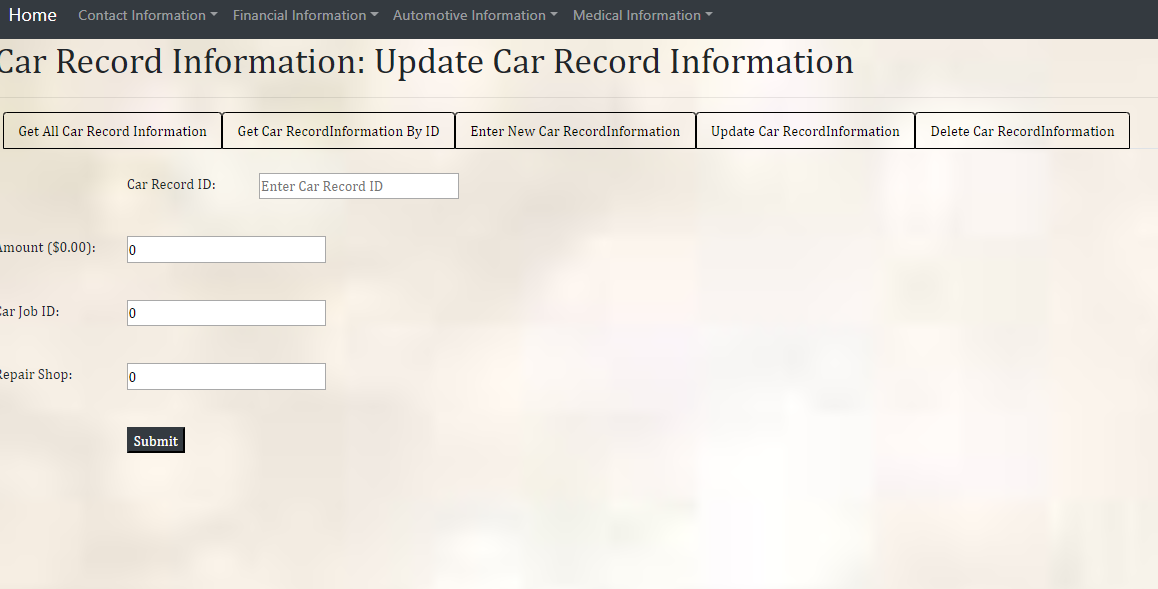 Home Contact Information Financial Information Automotive Information Medical Information
Car Record Information: Update Car Record Information
Get All Car Record Information Get Car RecordInformation By ID Enter New Car RecordInformation Update Car RecordInformation Delete Car RecordInformation
Car Record ID: Enter Car Record ID
Amount ($0.00): 0
Car Job ID: 0
Repair Shop: 0
Submit